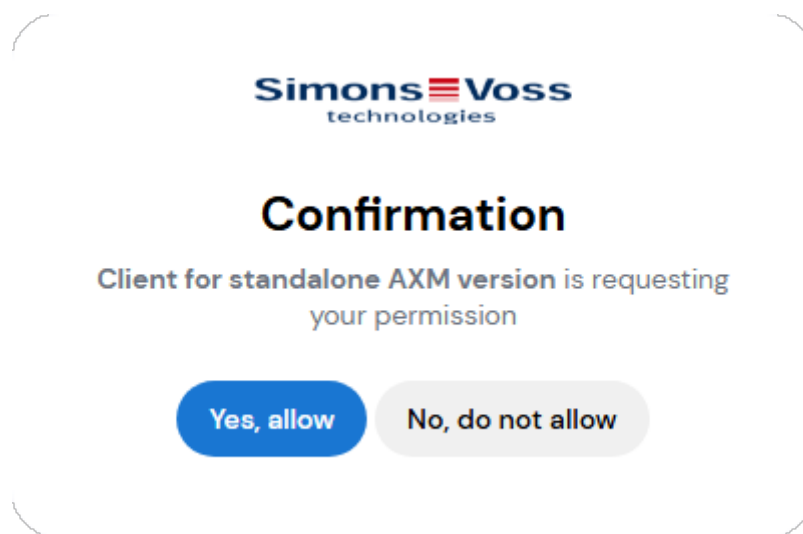 Simons Voss
technologies
Confirmation
Client for standalone AXM version is requesting
your permission
Yes, allow
No, do not allow